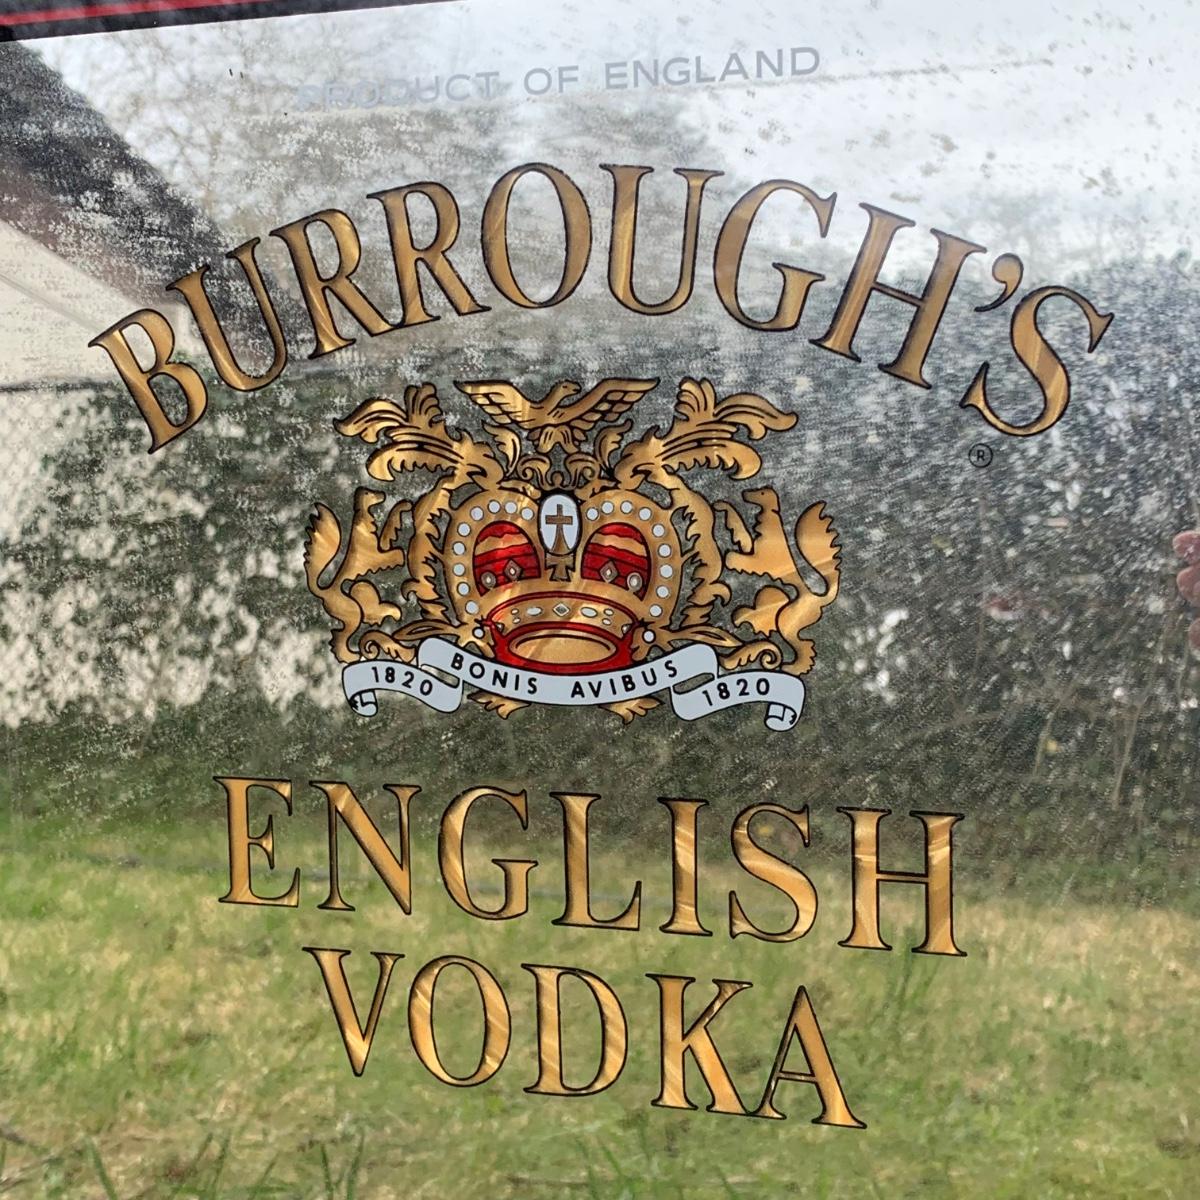 PRODUCT OF ENGLAND
BURROUGH'S
®
1820 BONIS AVIBUS 1820
ENGLISH
VODKA